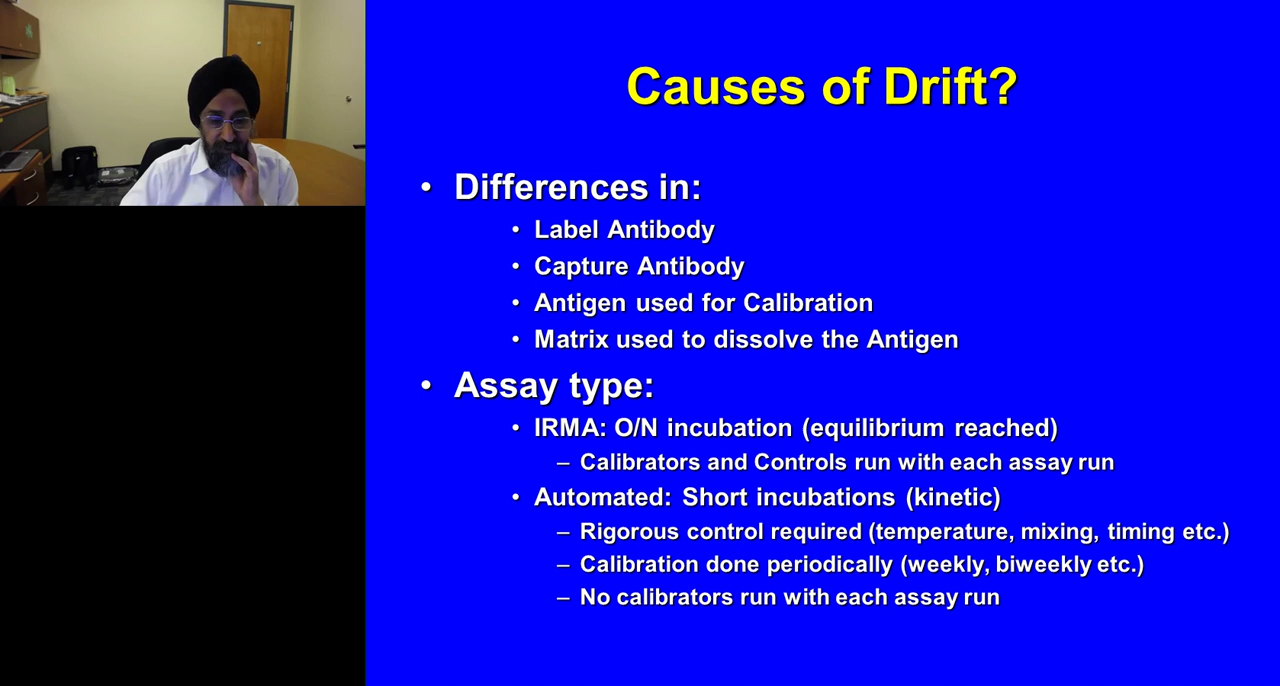 Causes of Drift?
• Differences in:
• Label Antibody
• Capture Antibody
• Antigen used for Calibration
• Matrix used to dissolve the Antigen
• Assay type:
• IRMA: O/N incubation (equilibrium reached)
– Calibrators and Controls run with each assay run
• Automated: Short incubations (kinetic)
– Rigorous control required (temperature, mixing, timing etc.)
– Calibration done periodically (weekly, biweekly etc.)
– No calibrators run with each assay run